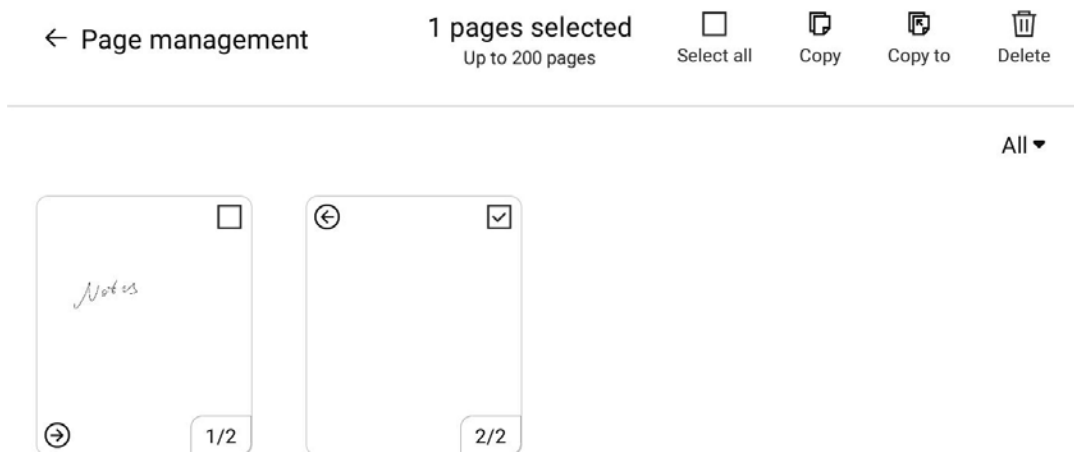 Page management
1 pages selected
Up to 200 pages
Select all
Copy
Copy to
Delete
All
Notes
1/2
2/2